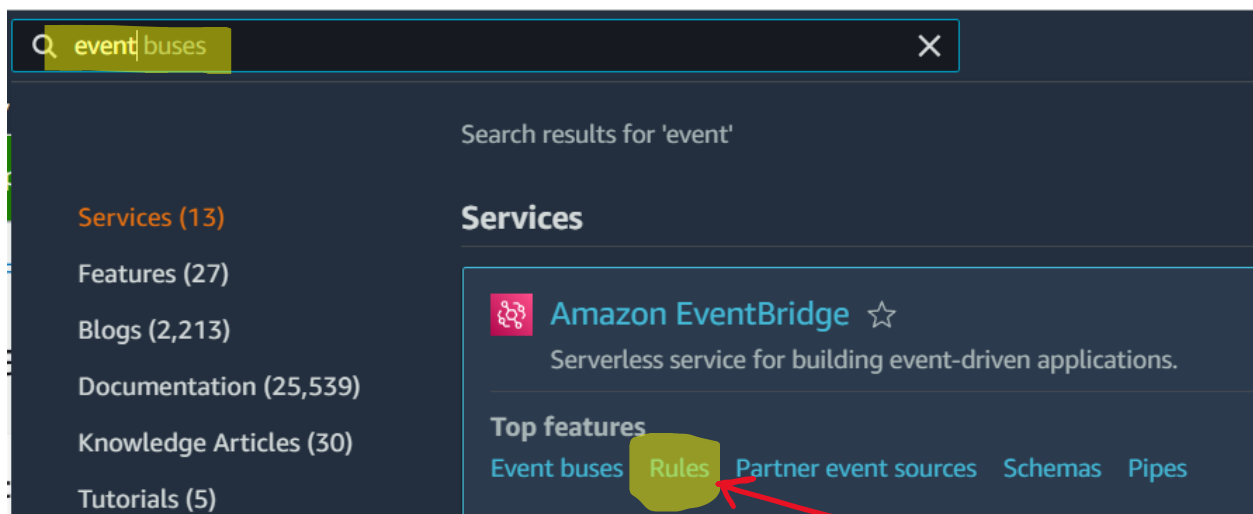 event buses
Search results for 'event'
Services (13)
Features (27)
Blogs (2,213)
Documentation (25,539)
Knowledge Articles (30)
Tutorials (5)
Services
Amazon EventBridge
Serverless service for building event-driven applications.
Top features
Event buses Rules Partner event sources Schemas Pipes